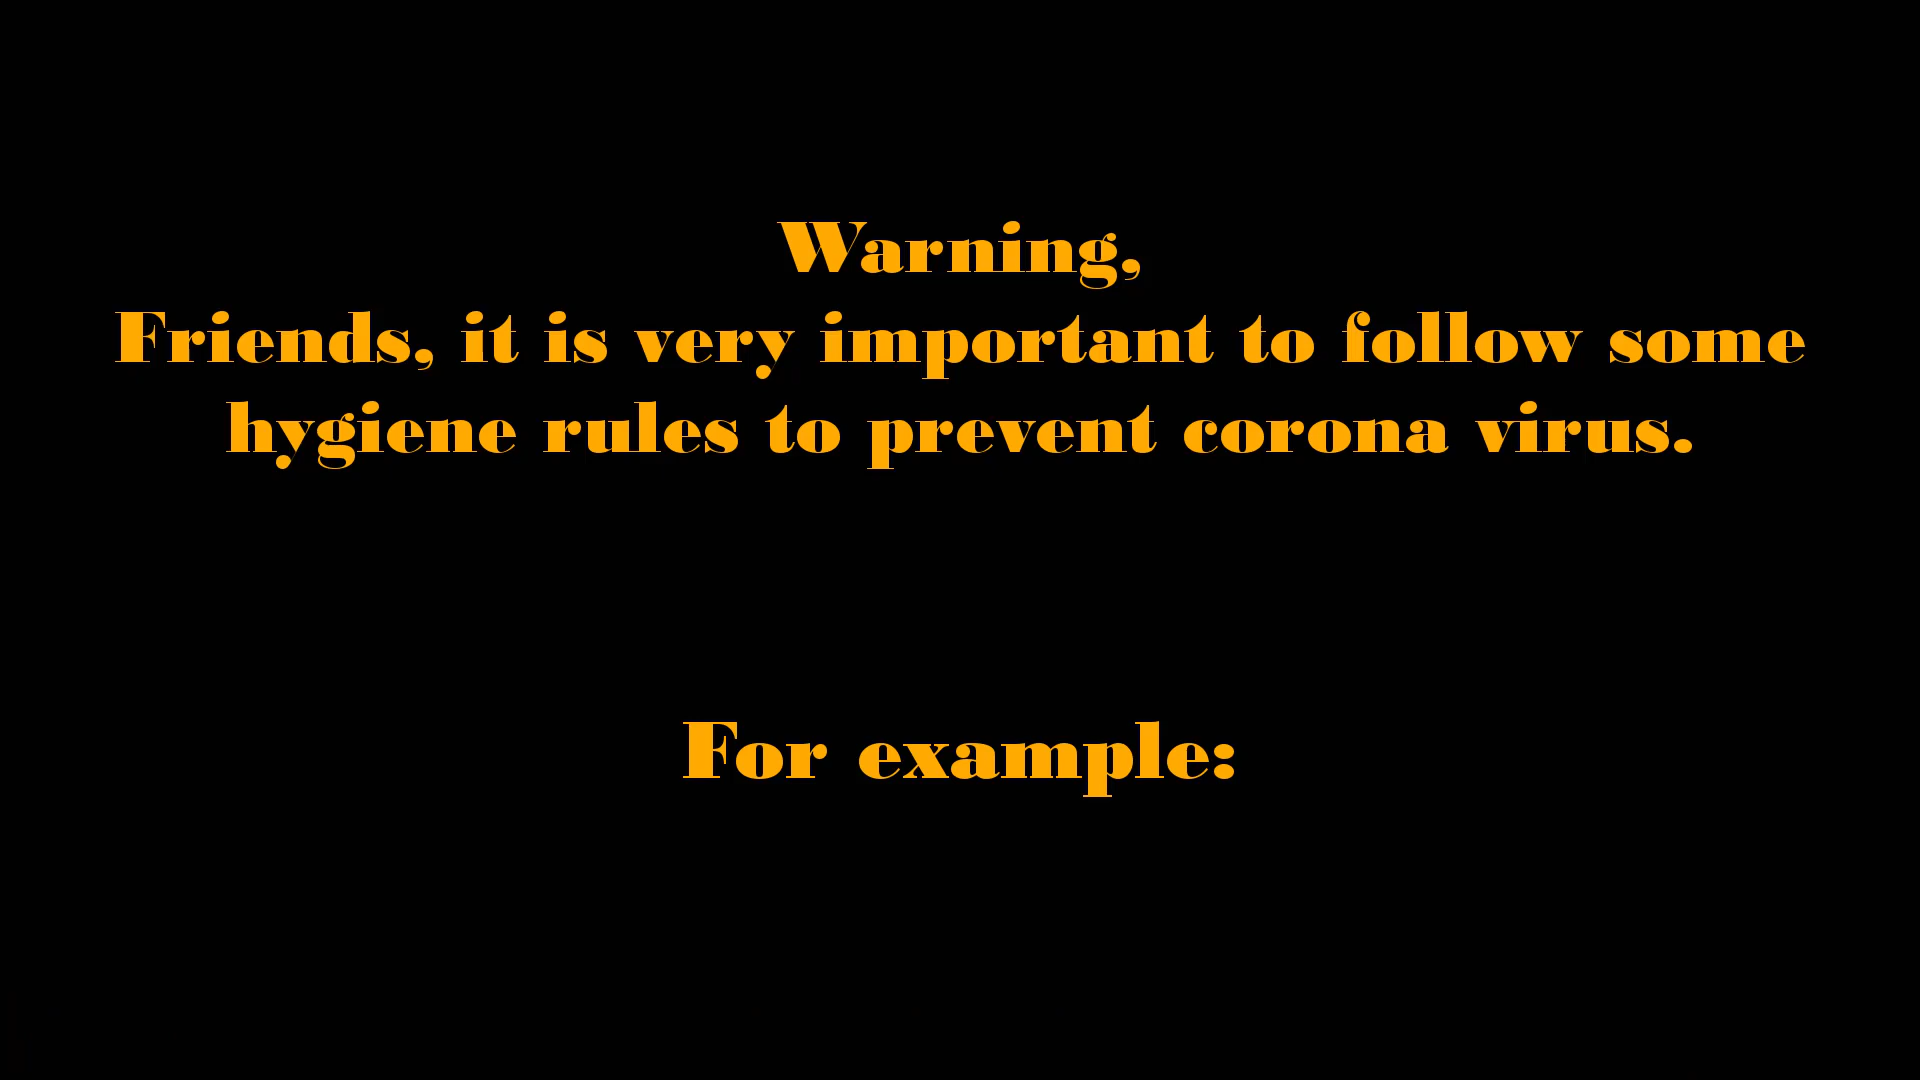 Warning,
Friends, it is very important to follow some
hygiene rules to prevent corona virus.
For example: